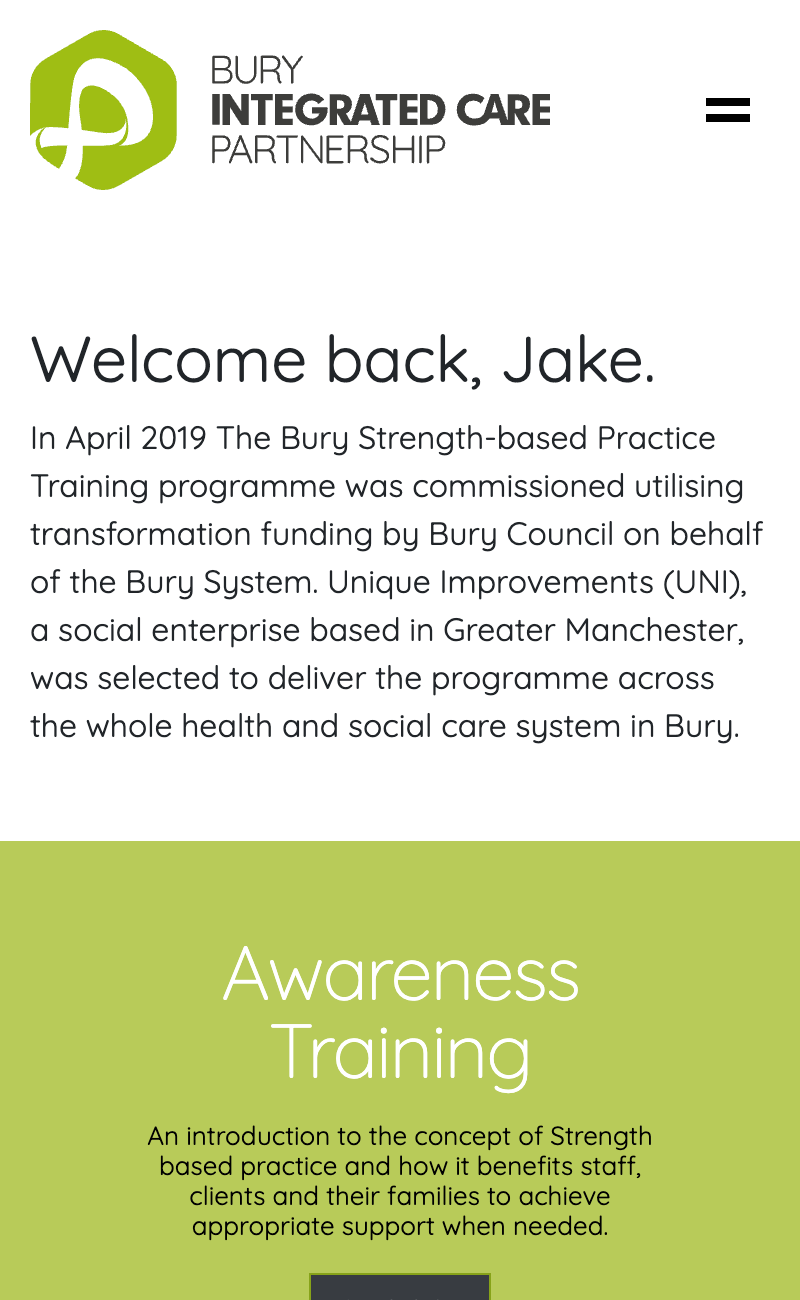 BURY
INTEGRATED CARE
PARTNERSHIP
Welcome back, Jake.
In April 2019 The Bury Strength-based Practice
Training programme was commissioned utilising
transformation funding by Bury Council on behalf
of the Bury System. Unique Improvements (UNI),
a social enterprise based in Greater Manchester,
was selected to deliver the programme across
the whole health and social care system in Bury.
Awareness
Training
An introduction to the concept of Strength
based practice and how it benefits staff,
clients and their families to achieve
appropriate support when needed.